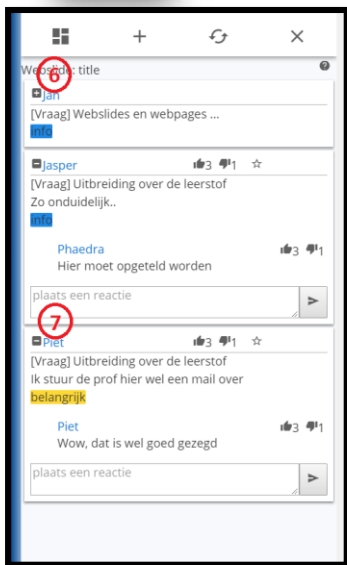 Webslide: title
6
Jan
[Vraag] Webslides en webpages ...
info
Jasper 3 1
[Vraag] Uitbreiding over de leerstof
Zo onduidelijk..
info
Phaedra 3 1
Hier moet opgeteld worden
plaats een reactie
7
Piet 3 1
[Vraag] Uitbreiding over de leerstof
Ik stuur de prof hier wel een mail over
belangrijk
Piet 3 1
Wow, dat is wel goed gezegd
plaats een reactie